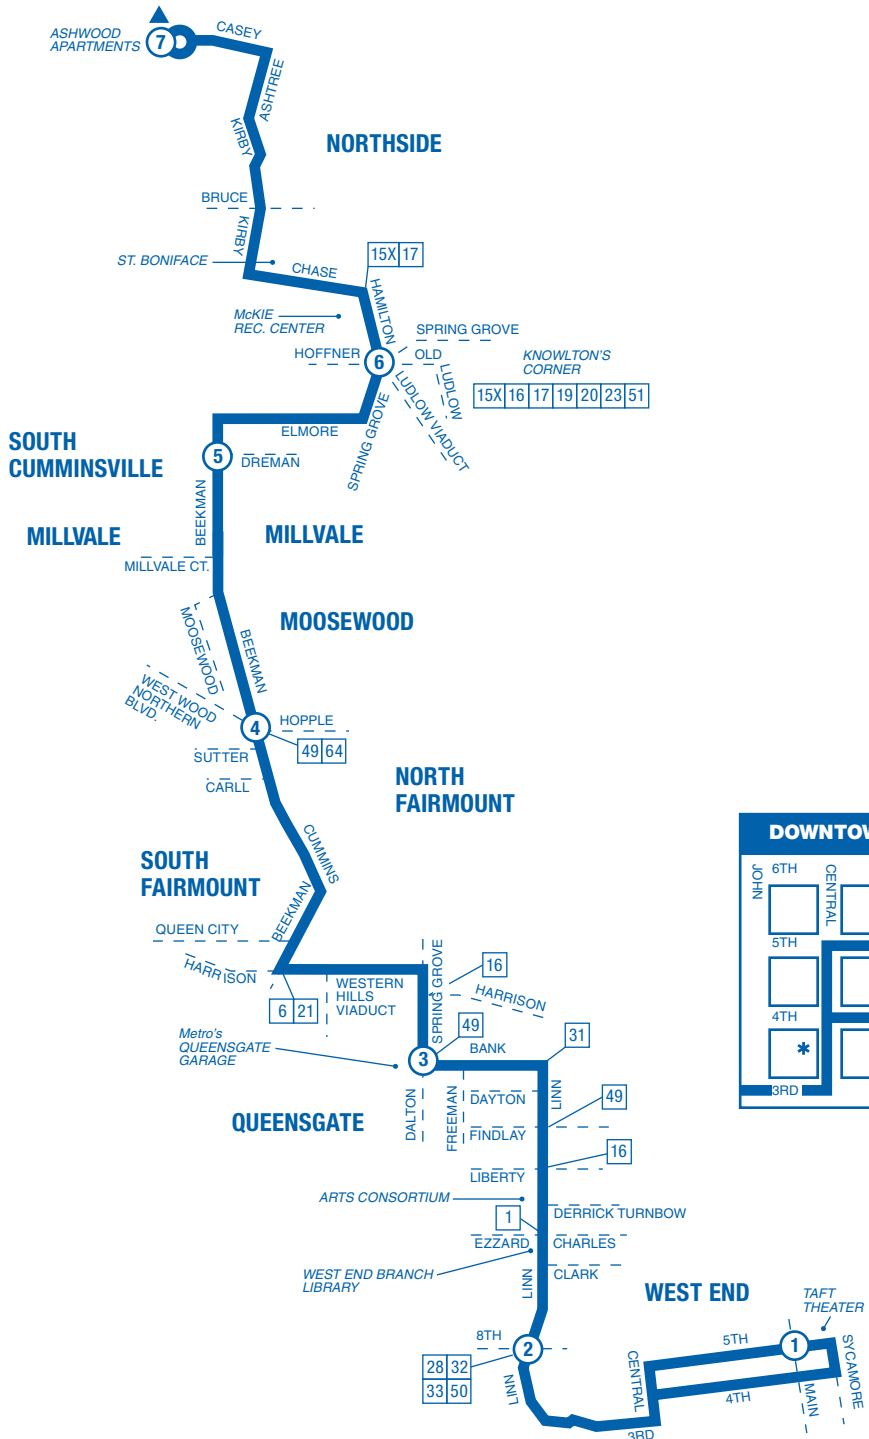 ASHWOOD
APARTMENTS
7
CASEY
ASHTREE
KIRBY
NORTHSIDE
BRUCE
KIRBY
ST. BONIFACE
CHASE
15X 17
HAMILTON
McKIE
REC. CENTER
SPRING GROVE
HOFFNER
6
OLD
LUDLOW
KNOWLTON'S
CORNER
15X 16 17 19 20 23 51
LUDLOW VIADUCT
SPRING GROVE
ELMORE
SOUTH
CUMMINSVILLE
5
DREMAN
BEEKMAN
MILLVALE
MILLVALE
MILLVALE CT.
MOOSEWOOD
MOOSEWOOD
BEEKMAN
WEST WOOD
NORTHERN
BLVD.
4
HOPPLE
49 64
SUTTER
CARLL
NORTH
FAIRMOUNT
CUMMINS
SOUTH
FAIRMOUNT
BEEKMAN
QUEEN CITY
HARRISON
6 21
WESTERN
HILLS
VIADUCT
SPRING GROVE
16
HARRISON
Metro's
QUEENSGATE
GARAGE
3
49
BANK
31
DALTON
FREEMAN
LINN
DAYTON
49
QUEENSGATE
FINDLAY
16
LIBERTY
ARTS CONSORTIUM
DERRICK TURNBOW
1
EZZARD CHARLES
WEST END BRANCH
LIBRARY
LINN
CLARK
WEST END
TAFT
THEATER
8TH
2
28 32
33 50
LINN
CENTRAL
5TH
1
SYCAMORE
4TH
MAIN
3RD
DOWNTOW
JOHN
6TH
CENTRAL
5TH
4TH
*
3RD